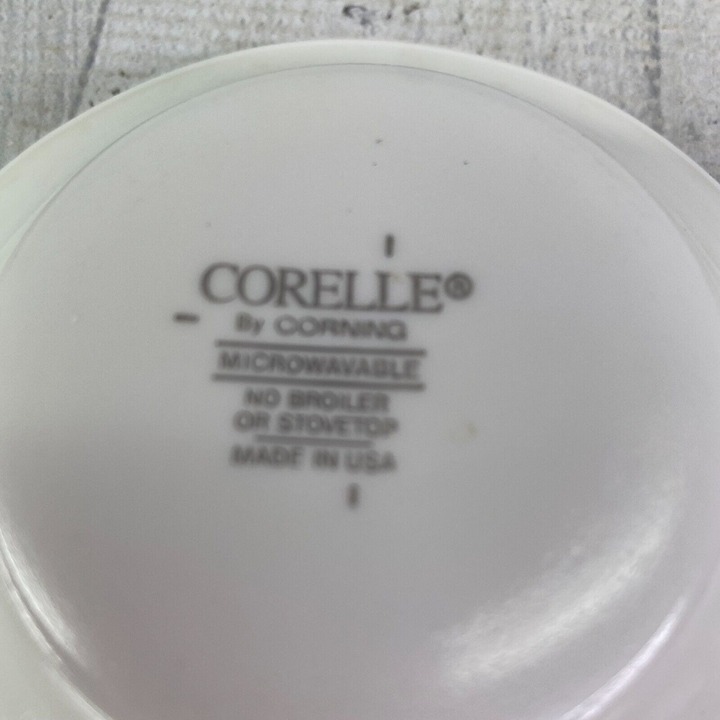 CORELLE®
By CORNING
MICROWAVABLE
NO BROILER
OR STOVETOP
MADE IN USA